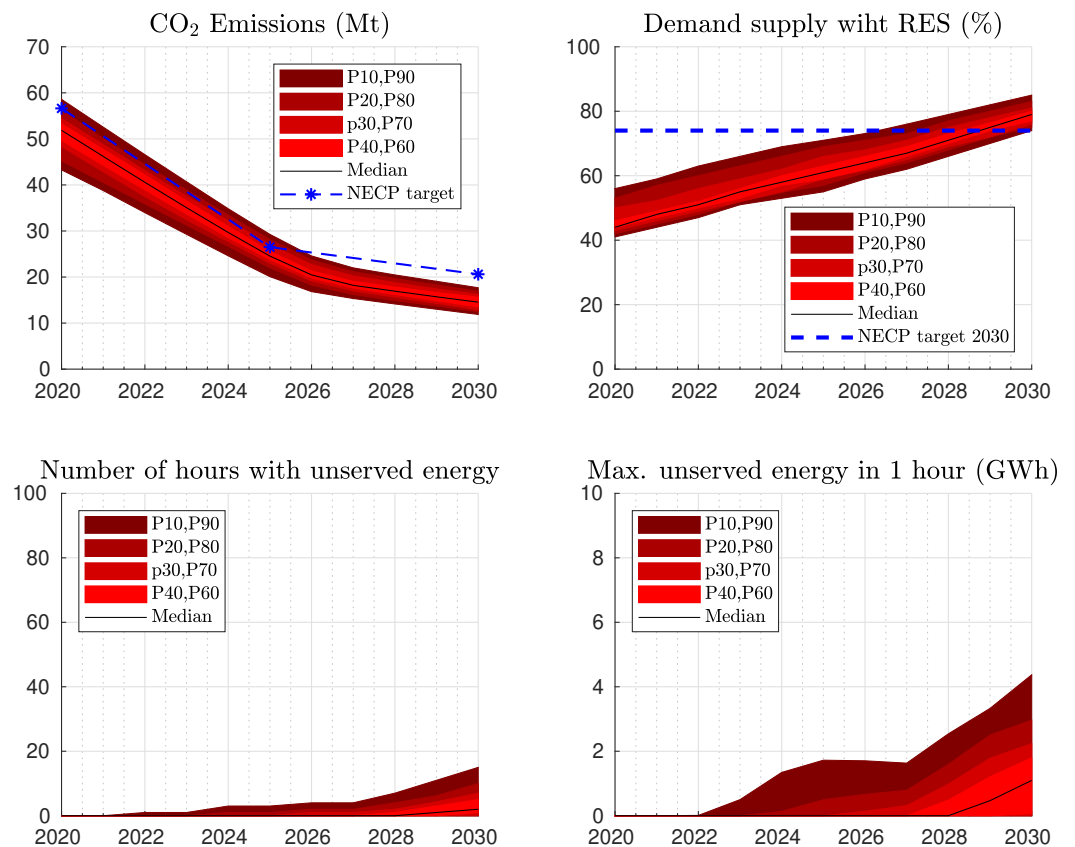 CO2 Emissions (Mt)
70
60
50
40
30
20
10
0
2020 2022 2024 2026 2028 2030
P10,P90
P20,P80
p30,P70
P40,P60
Median
NECP target
Demand supply wiht RES (%)
100
80
60
40
20
0
2020 2022 2024 2026 2028 2030
P10,P90
P20,P80
p30,P70
P40,P60
Median
NECP target 2030
Number of hours with unserved energy
100
80
60
40
20
0
2020 2022 2024 2026 2028 2030
P10,P90
P20,P80
p30,P70
P40,P60
Median
Max. unserved energy in 1 hour (GWh)
10
8
6
4
2
0
2020 2022 2024 2026 2028 2030
P10,P90
P20,P80
p30,P70
P40,P60
Median